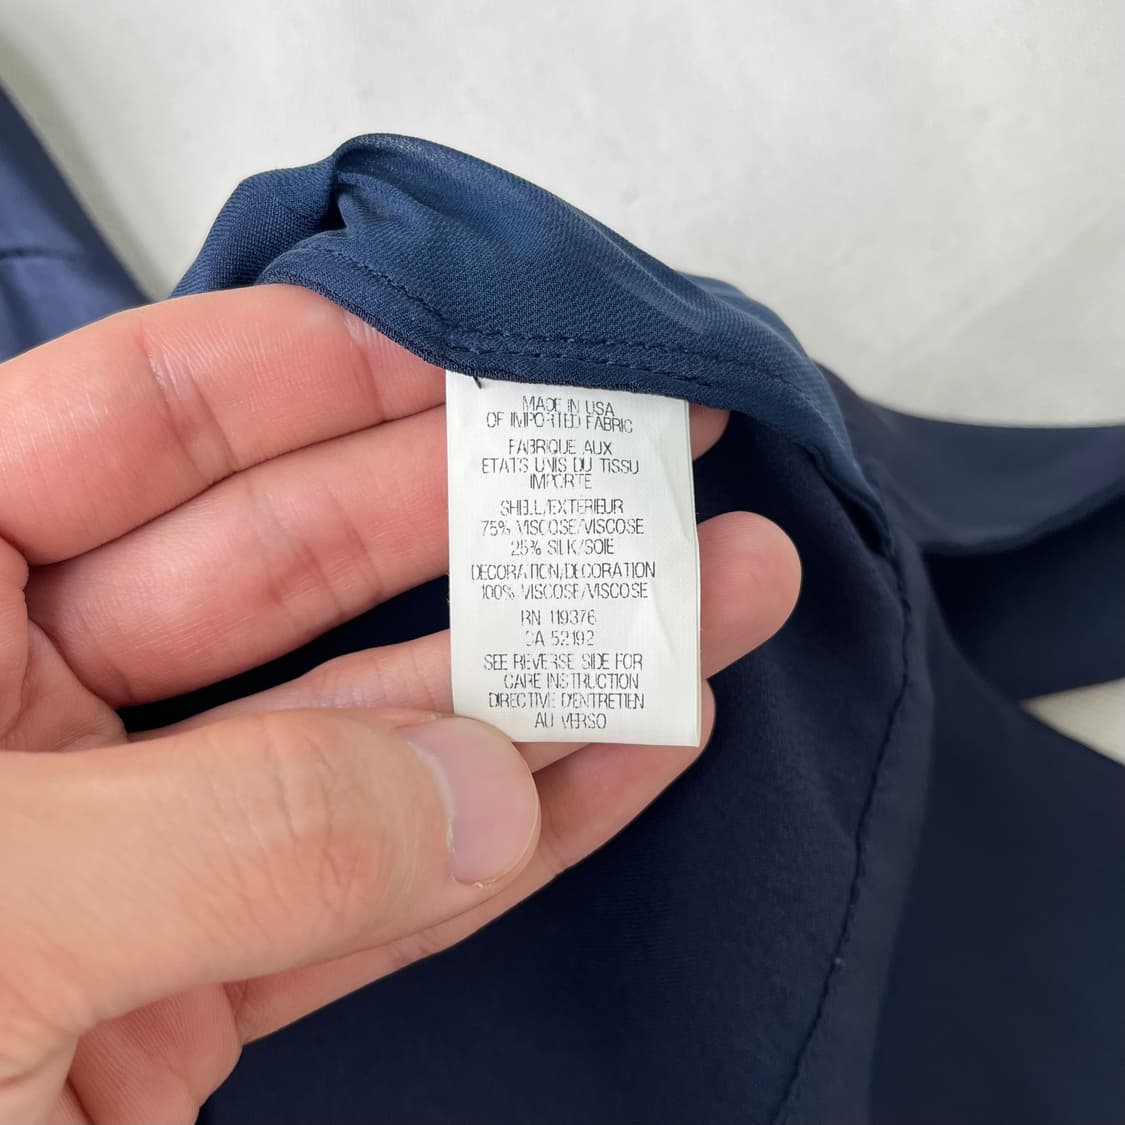 MADE IN USA
OF IMPORTED FABRIC
FABRIQUE AUX
ETATS UNIS DU TISSU
IMPORTE
SHELL/EXTERIEUR
75% VISCOSE/VISCOSE
25% SILK/SOIE
DECORATION/DECORATION
100% VISCOSE/VISCOSE
RN 119376
CA 52192
SEE REVERSE SIDE FOR
CARE INSTRUCTION
DIRECTIVE D'ENTRETIEN
AU VERSO